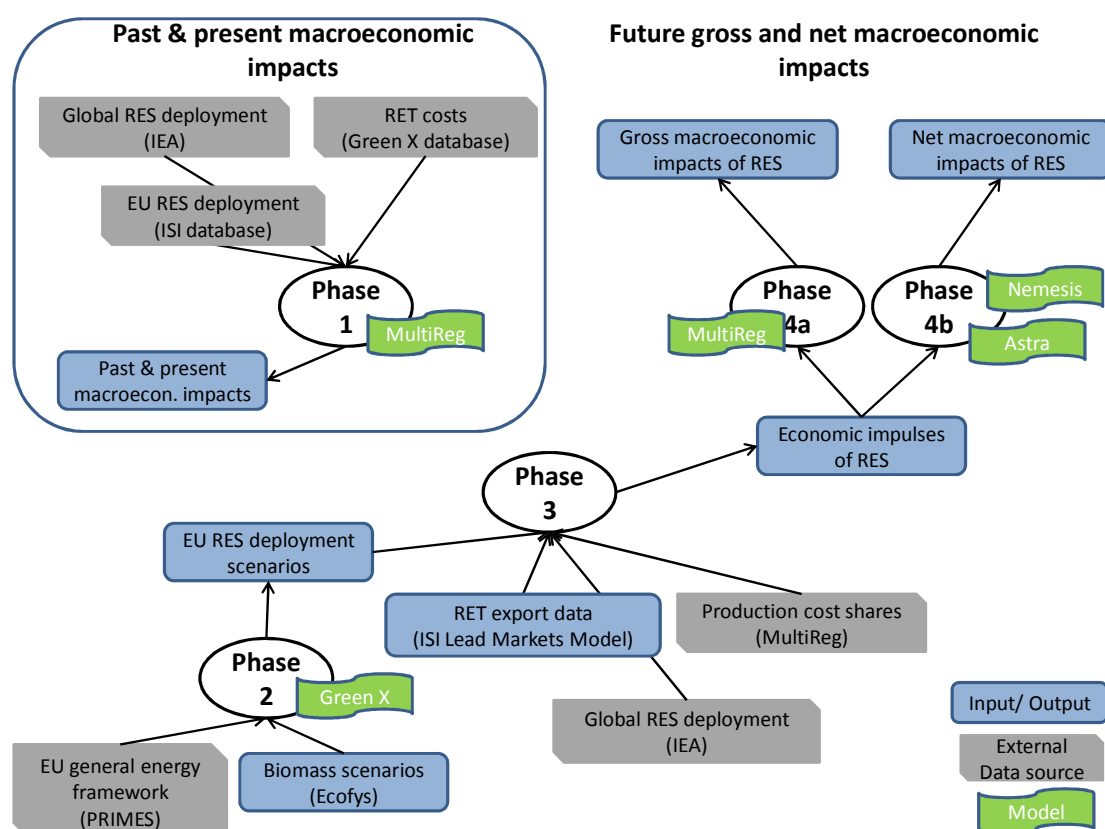 Past & present macroeconomic
impacts
Future gross and net macroeconomic
impacts
Global RES deployment
(IEA)
RET costs
(Green X database)
EU RES deployment
(ISI database)
Phase
1
MultiReg
Past & present
macroecon. impacts
Gross macroeconomic
impacts of RES
Net macroeconomic
impacts of RES
Phase
4a
MultiReg
Phase
4b
Nemesis
Astra
Economic impulses
of RES
Phase
3
EU RES deployment
scenarios
RET export data
(ISI Lead Markets Model)
Production cost shares
(MultiReg)
Phase
2
Green X
Global RES deployment
(IEA)
EU general energy
framework
(PRIMES)
Biomass scenarios
(Ecofys)
Input/ Output
External
Data source
Model